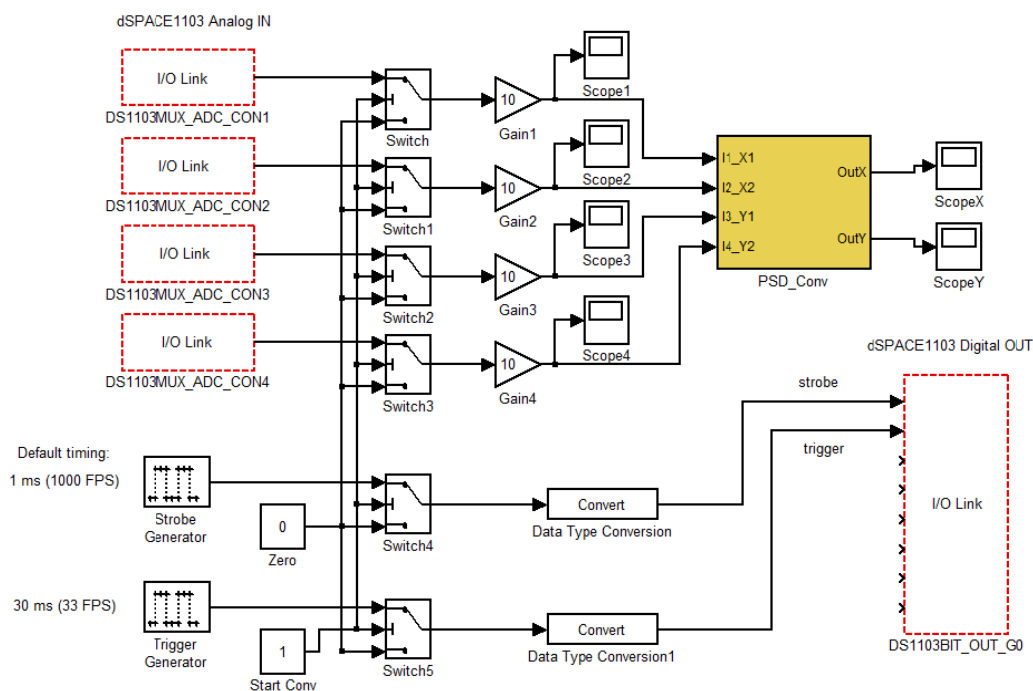 dSPACE1103 Analog IN
I/O Link
DS1103MUX_ADC_CON1
Switch
10
Gain1
Scope1
I/O Link
DS1103MUX_ADC_CON2
Switch1
10
Gain2
Scope2
I/O Link
DS1103MUX_ADC_CON3
Switch2
10
Gain3
Scope3
I/O Link
DS1103MUX_ADC_CON4
Switch3
10
Gain4
Scope4
I1_X1
I2_X2
I3_Y1
I4_Y2
OutX
OutY
PSD_Conv
ScopeX
ScopeY
dSPACE1103 Digital OUT
strobe
trigger
I/O Link
DS1103BIT_OUT_G0
Default timing:
1 ms (1000 FPS)
Strobe
Generator
0
Zero
Switch4
Convert
Data Type Conversion
30 ms (33 FPS)
Trigger
Generator
1
Start Conv
Switch5
Convert
Data Type Conversion1